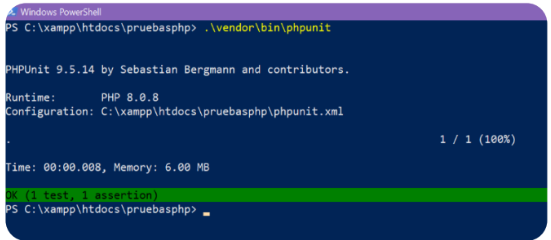 Windows PowerShell
PS C:\xampp\htdocs\pruebasphp> .\vendor\bin\phpunit
PHPUnit 9.5.14 by Sebastian Bergmann and contributors.
Runtime:       PHP 8.0.8
Configuration: C:\xampp\htdocs\pruebasphp\phpunit.xml
.                                                                   1 / 1 (100%)
Time: 00:00.008, Memory: 6.00 MB
OK (1 test, 1 assertion)
PS C:\xampp\htdocs\pruebasphp>